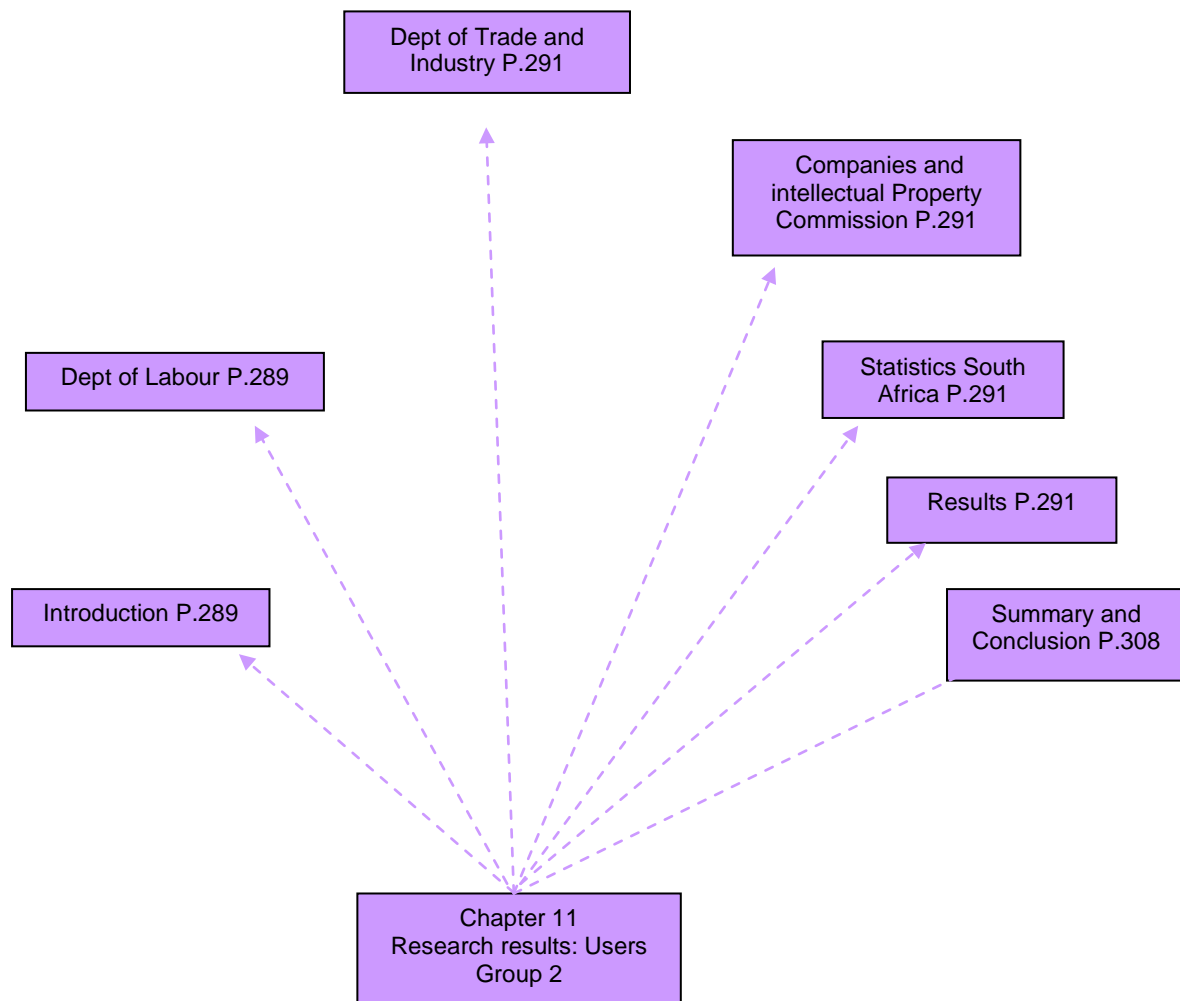 Dept of Trade and
Industry P.291
Companies and
intellectual Property
Commission P.291
Dept of Labour P.289
Statistics South
Africa P.291
Results P.291
Introduction P.289
Summary and
Conclusion P.308
Chapter 11
Research results: Users
Group 2